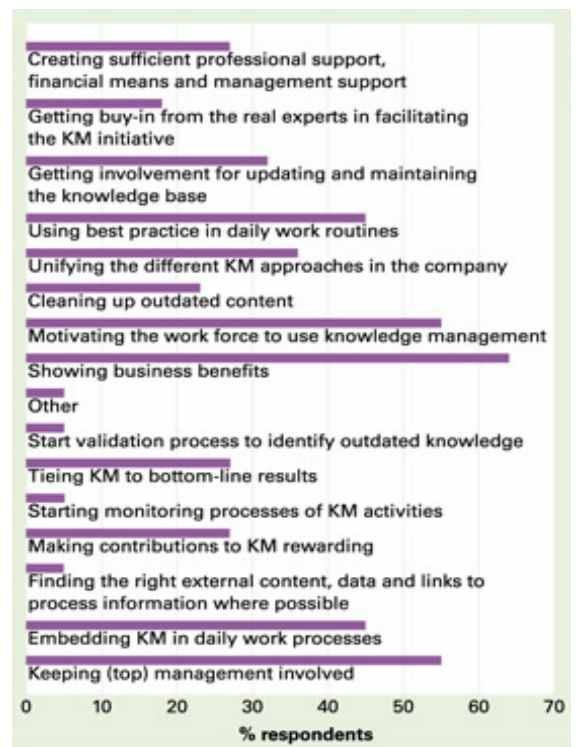 Creating sufficient professional support,
financial means and management support
Getting buy-in from the real experts in facilitating
the KM initiative
Getting involvement for updating and maintaining
the knowledge base
Using best practice in daily work routines
Unifying the different KM approaches in the company
Cleaning up outdated content
Motivating the work force to use knowledge management
Showing business benefits
Other
Start validation process to identify outdated knowledge
Tieing KM to bottom-line results
Starting monitoring processes of KM activities
Making contributions to KM rewarding
Finding the right external content, data and links to
process information where possible
Embedding KM in daily work processes
Keeping (top) management involved
0 10 20 30 40 50 60 70
% respondents